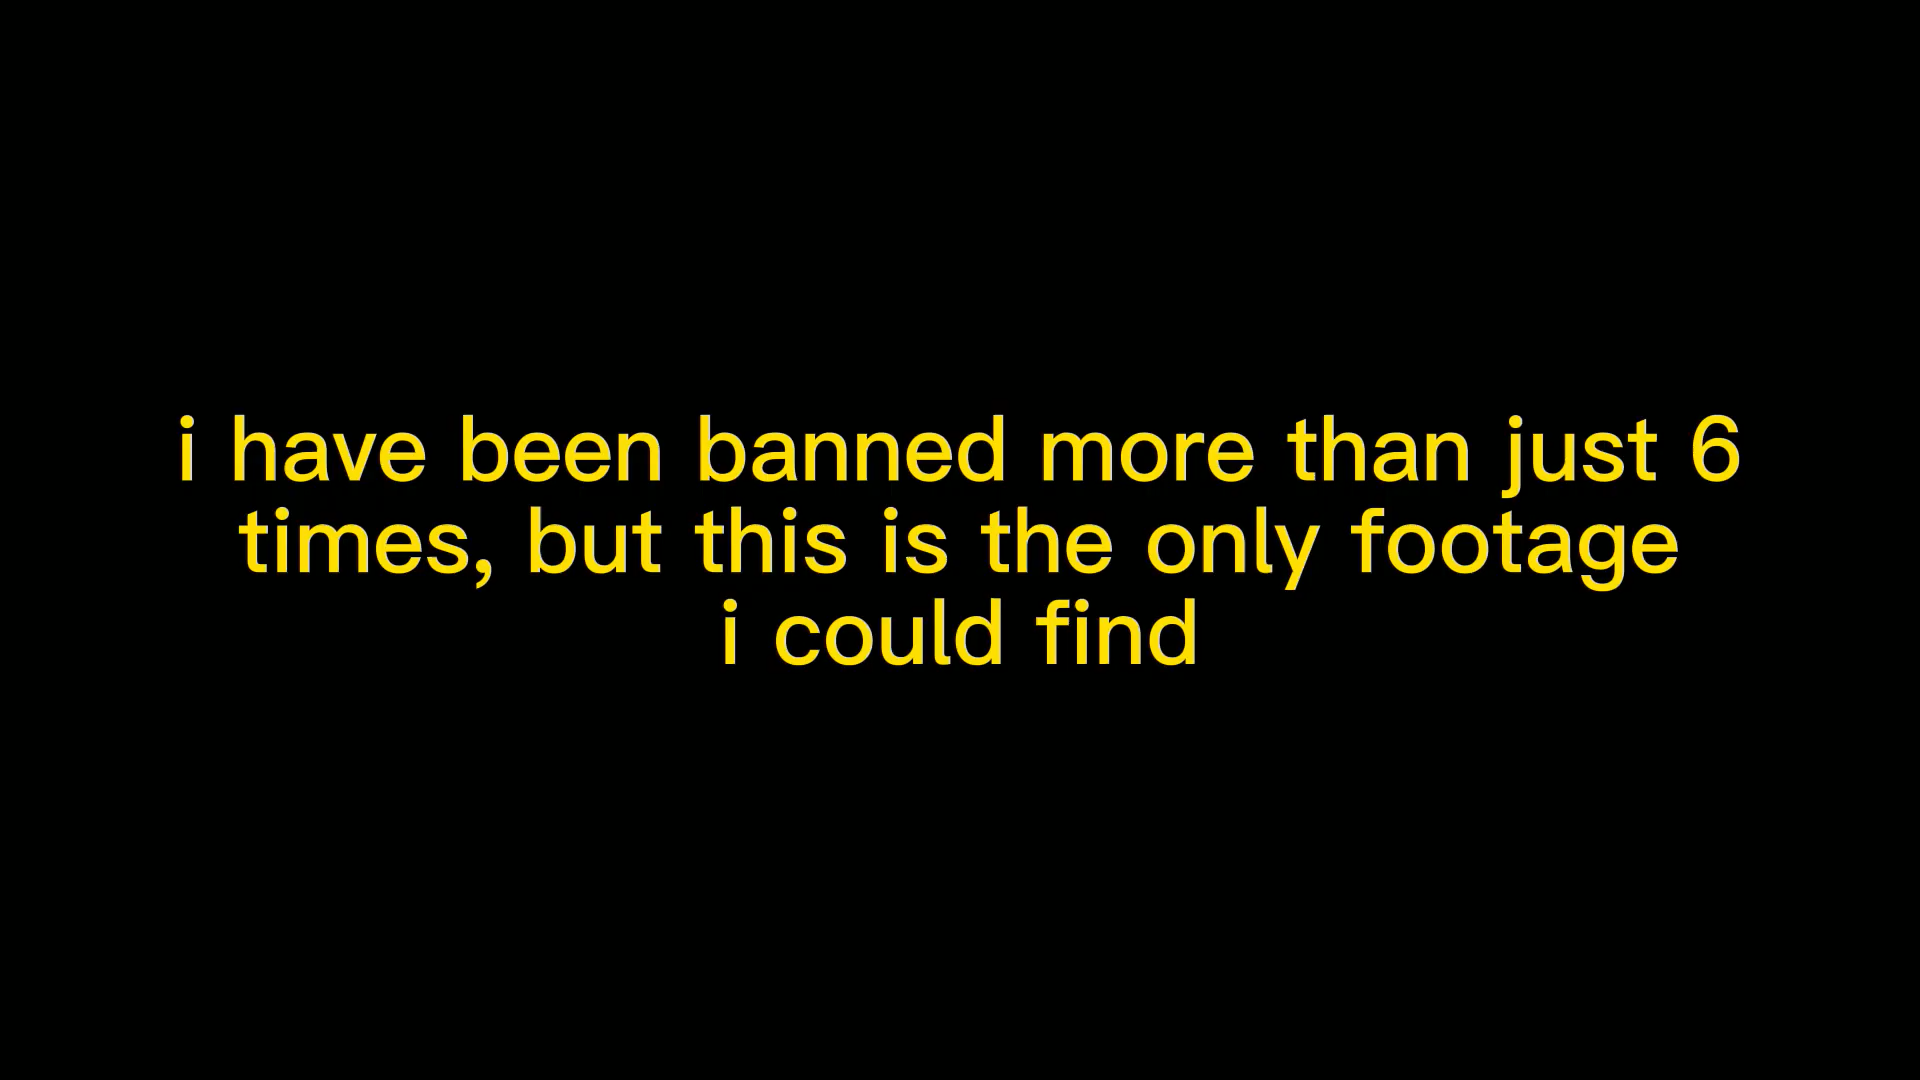 i have been banned more than just 6
times, but this is the only footage
i could find